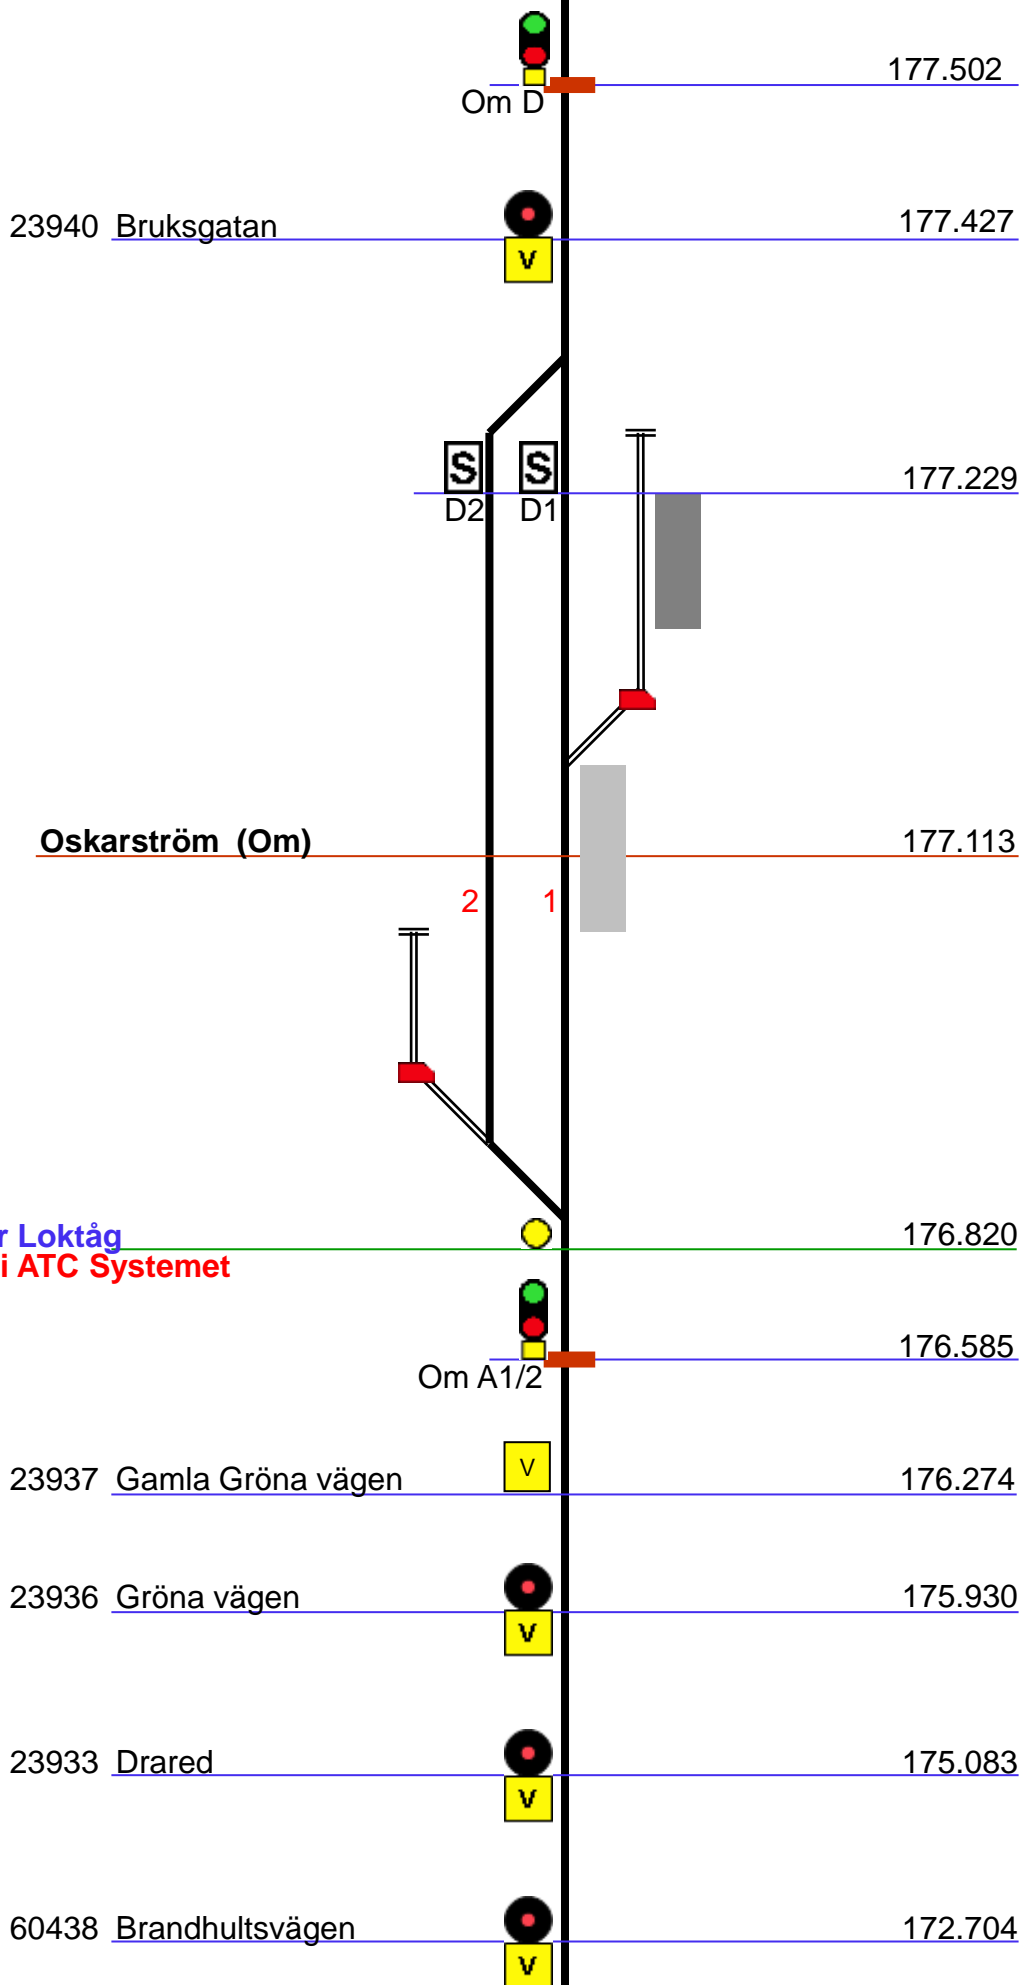 177.502
Om D
23940 Bruksgatan 177.427
V
S S 177.229
D2 D1
Oskarström (Om) 177.113
2 1
r Loktåg 176.820
i ATC Systemet
176.585
Om A1/2
V
23937 Gamla Gröna vägen 176.274
23936 Gröna vägen 175.930
V
23933 Drared 175.083
V
60438 Brandhultsvägen 172.704
V